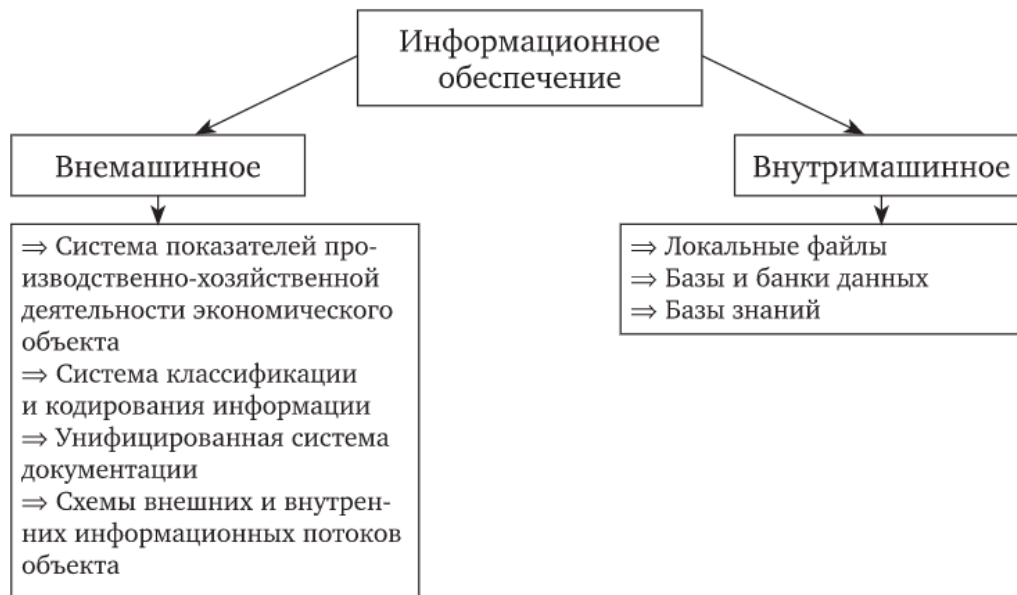 Информационное
обеспечение
Внемашинное
Внутримашинное
⇒ Система показателей про-
изводственно-хозяйственной
деятельности экономического
объекта
⇒ Система классификации
и кодирования информации
⇒ Унифицированная система
документации
⇒ Схемы внешних и внутрен-
них информационных потоков
объекта
⇒ Локальные файлы
⇒ Базы и банки данных
⇒ Базы знаний